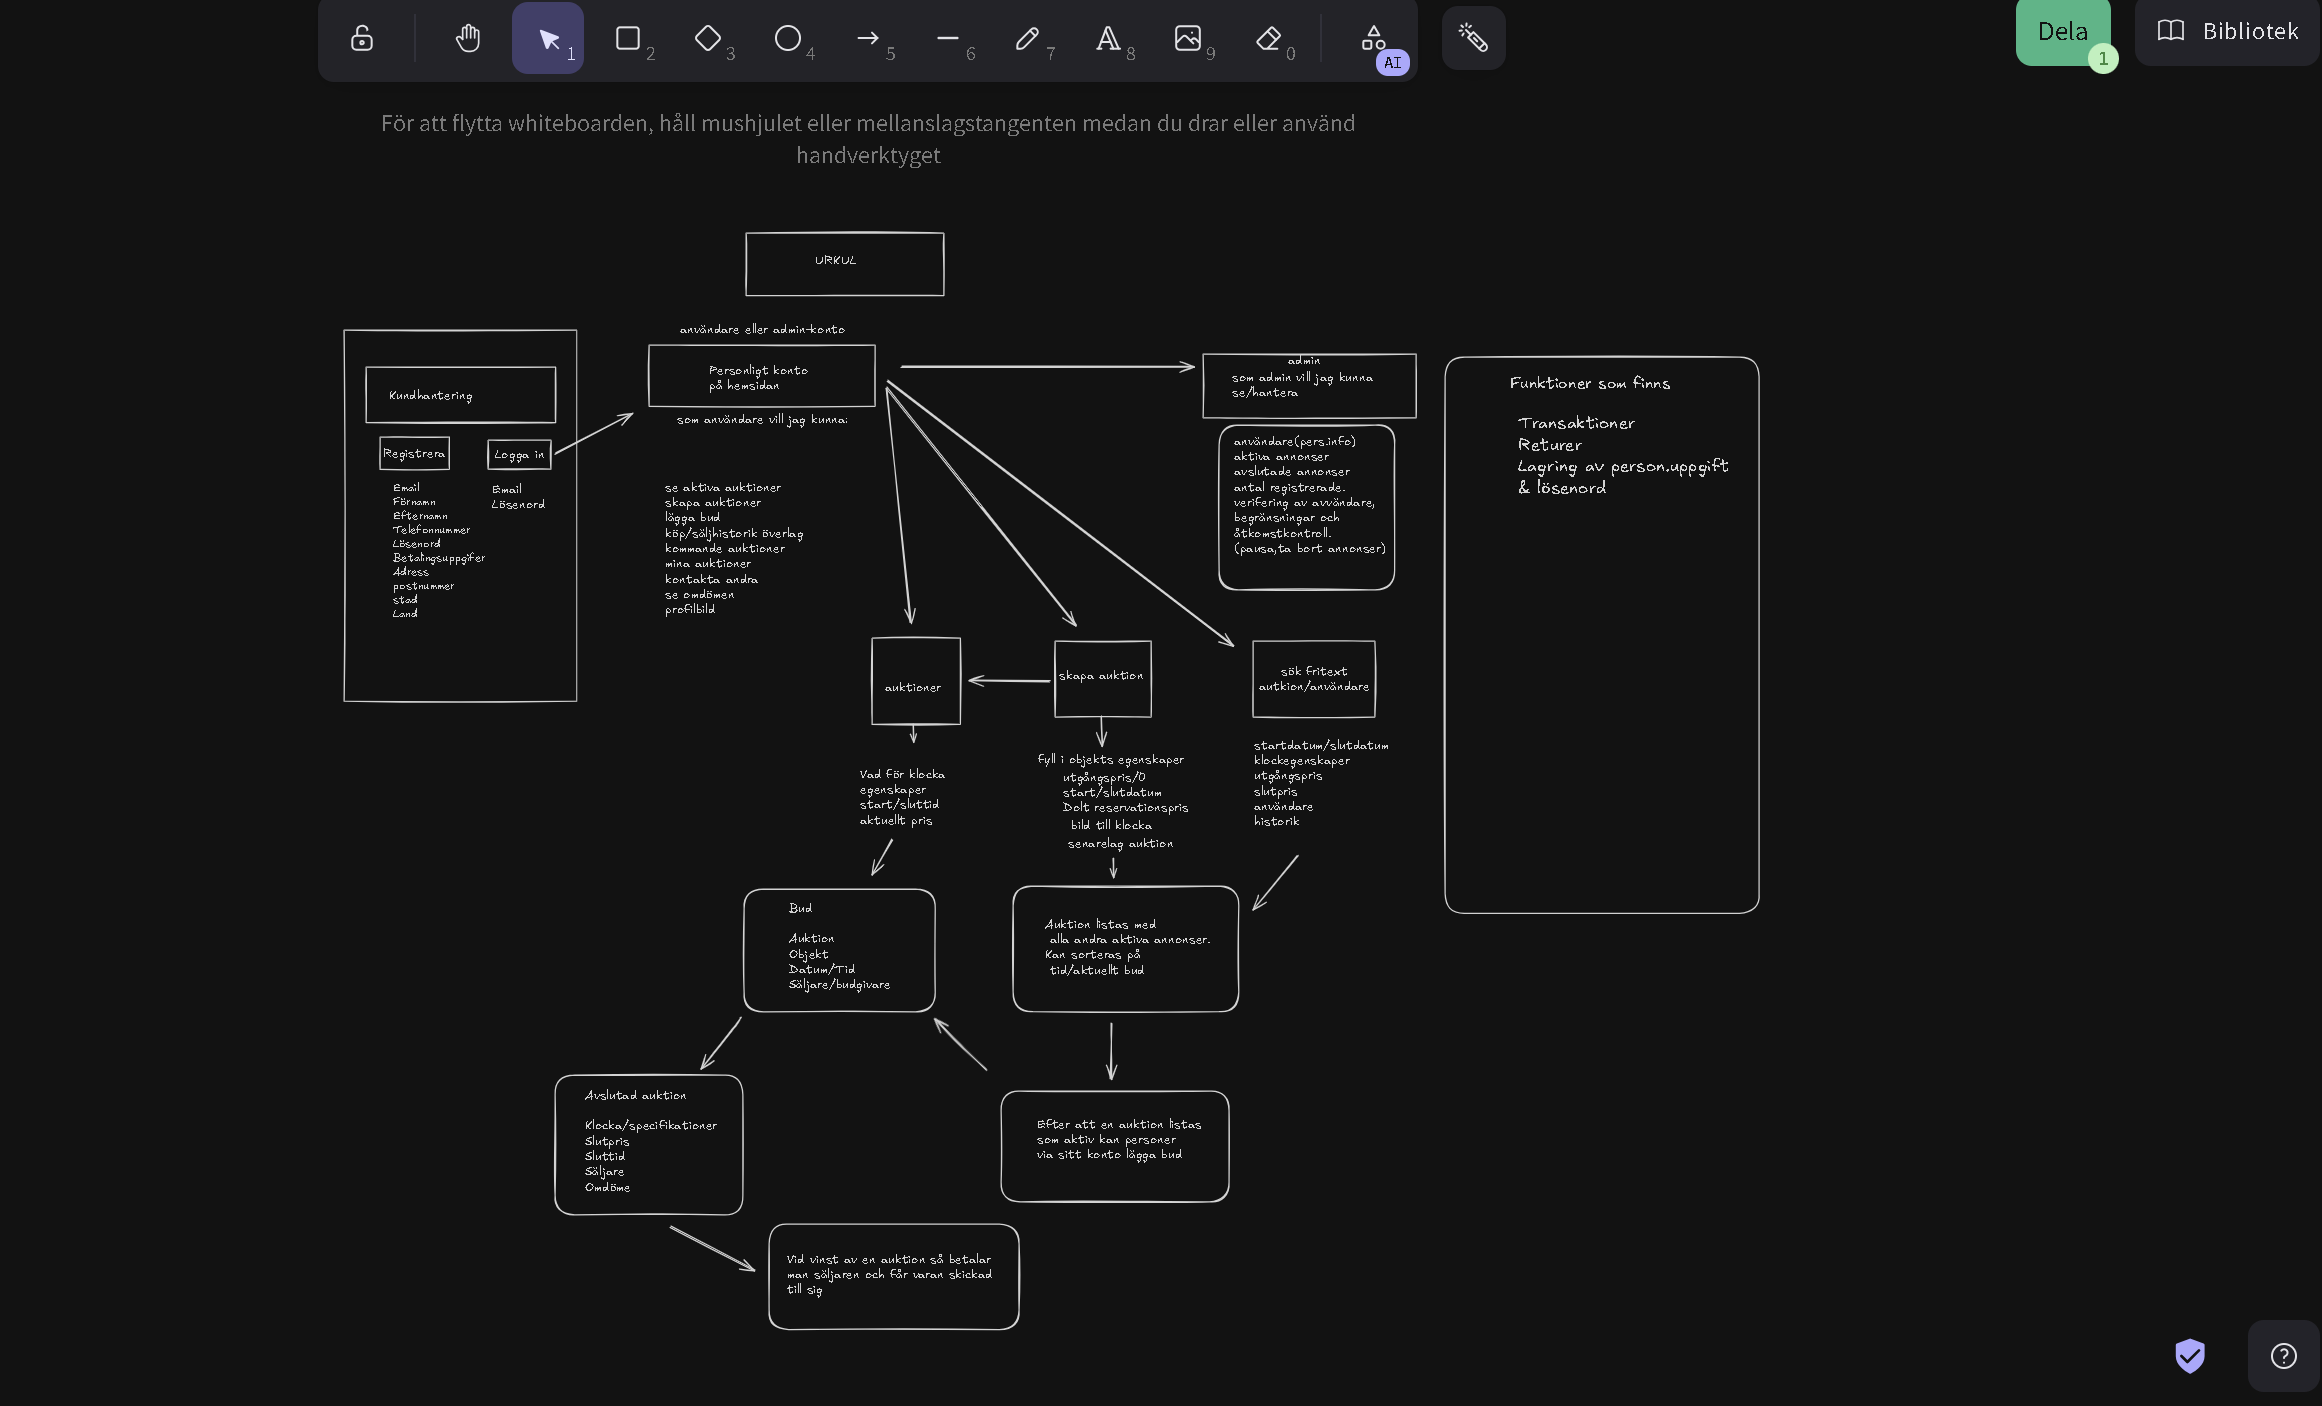 1
2
3
4
5
6
7
8
9
0
AI
Dela
1
Bibliotek
För att flytta whiteboarden, håll mushjulet eller mellanslagstangenten medan du drar eller använd
handverktyget
URKUL
Kundhantering
Registrera
Logga in
Email
Förnamn
Efternamn
Telefonnummer
Lösenord
Betalingsuppgifer
Adress
postnummer
stad
Land
Email
Lösenord
användare eller admin-konto
Personligt konto
på hemsidan
som användare vill jag kunna:
se aktiva auktioner
skapa auktioner
lägga bud
köp/säljhistorik överlag
kommande auktioner
mina auktioner
kontakta andra
se omdömen
profilbild
admin
som admin vill jag kunna
se/hantera
användare(pers.info)
aktiva annonser
avslutade annonser
antal registrerade.
verifering av avvändare,
begränsningar och
åtkomstkontroll.
(pausa,ta bort annonser)
Funktioner som finns
Transaktioner
Returer
Lagring av person.uppgift
& lösenord
auktioner
skapa auktion
sök fritext
autkion/användare
Vad för klocka
egenskaper
start/sluttid
aktuellt pris
fyll i objekts egenskaper
utgångspris/0
start/slutdatum
Dolt reservationspris
bild till klocka
senarelag auktion
startdatum/slutdatum
klockegenskaper
utgångspris
slutpris
användare
historik
Bud
Auktion
Objekt
Datum/Tid
Säljare/budgivare
Auktion listas med
alla andra aktiva annonser.
Kan sorteras på
tid/aktuellt bud
Avslutad auktion
Klocka/specifikationer
Slutpris
Sluttid
Säljare
Omdöme
Efter att en auktion listas
som aktiv kan personer
via sitt konto lägga bud
Vid vinst av en auktion så betalar
man säljaren och får varan skickad
till sig